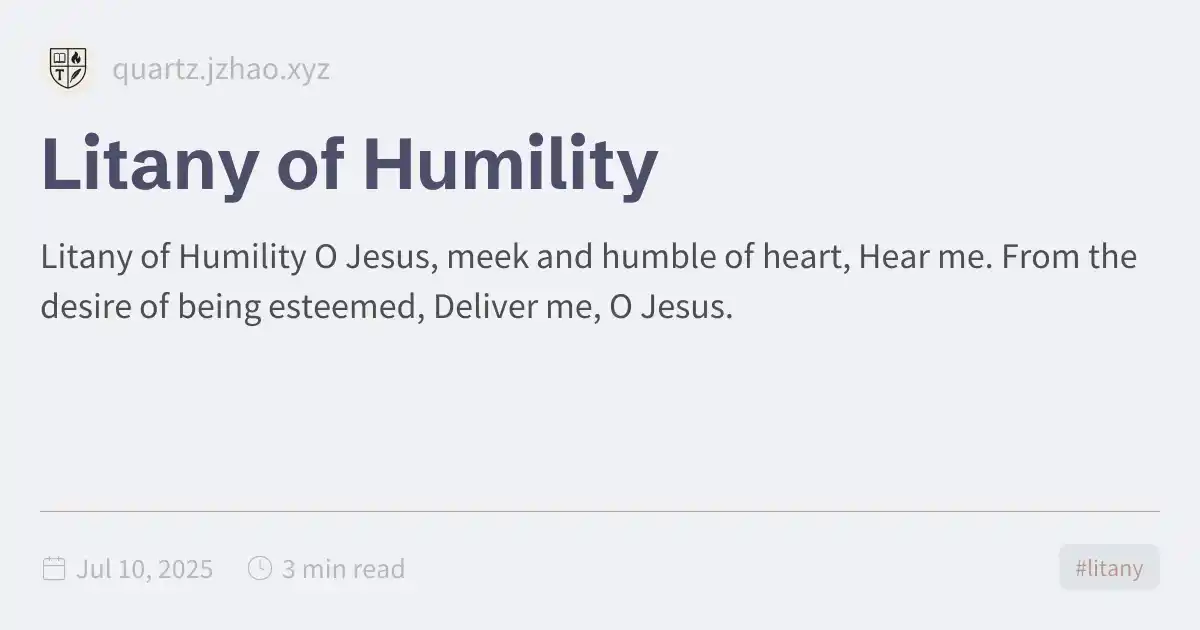 quartz.jzhao.xyz
Litany of Humility
Litany of Humility O Jesus, meek and humble of heart, Hear me. From the
desire of being esteemed, Deliver me, O Jesus.
Jul 10, 2025
3 min read
#litany